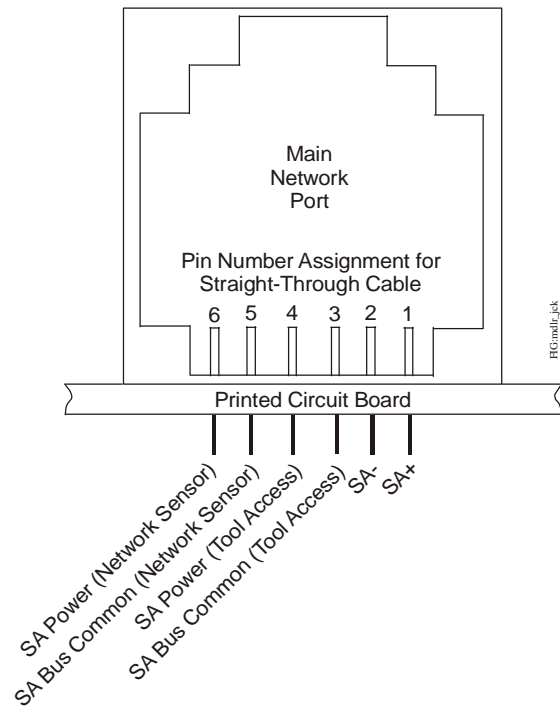 Main
Network
Port
Pin Number Assignment for
Straight-Through Cable
6 5 4 3 2 1
Printed Circuit Board
SA Power (Network Sensor)
SA Bus Common (Network Sensor)
SA Power (Tool Access)
SA Bus Common (Tool Access)
SA-
SA+
FIG:mdlr_jck